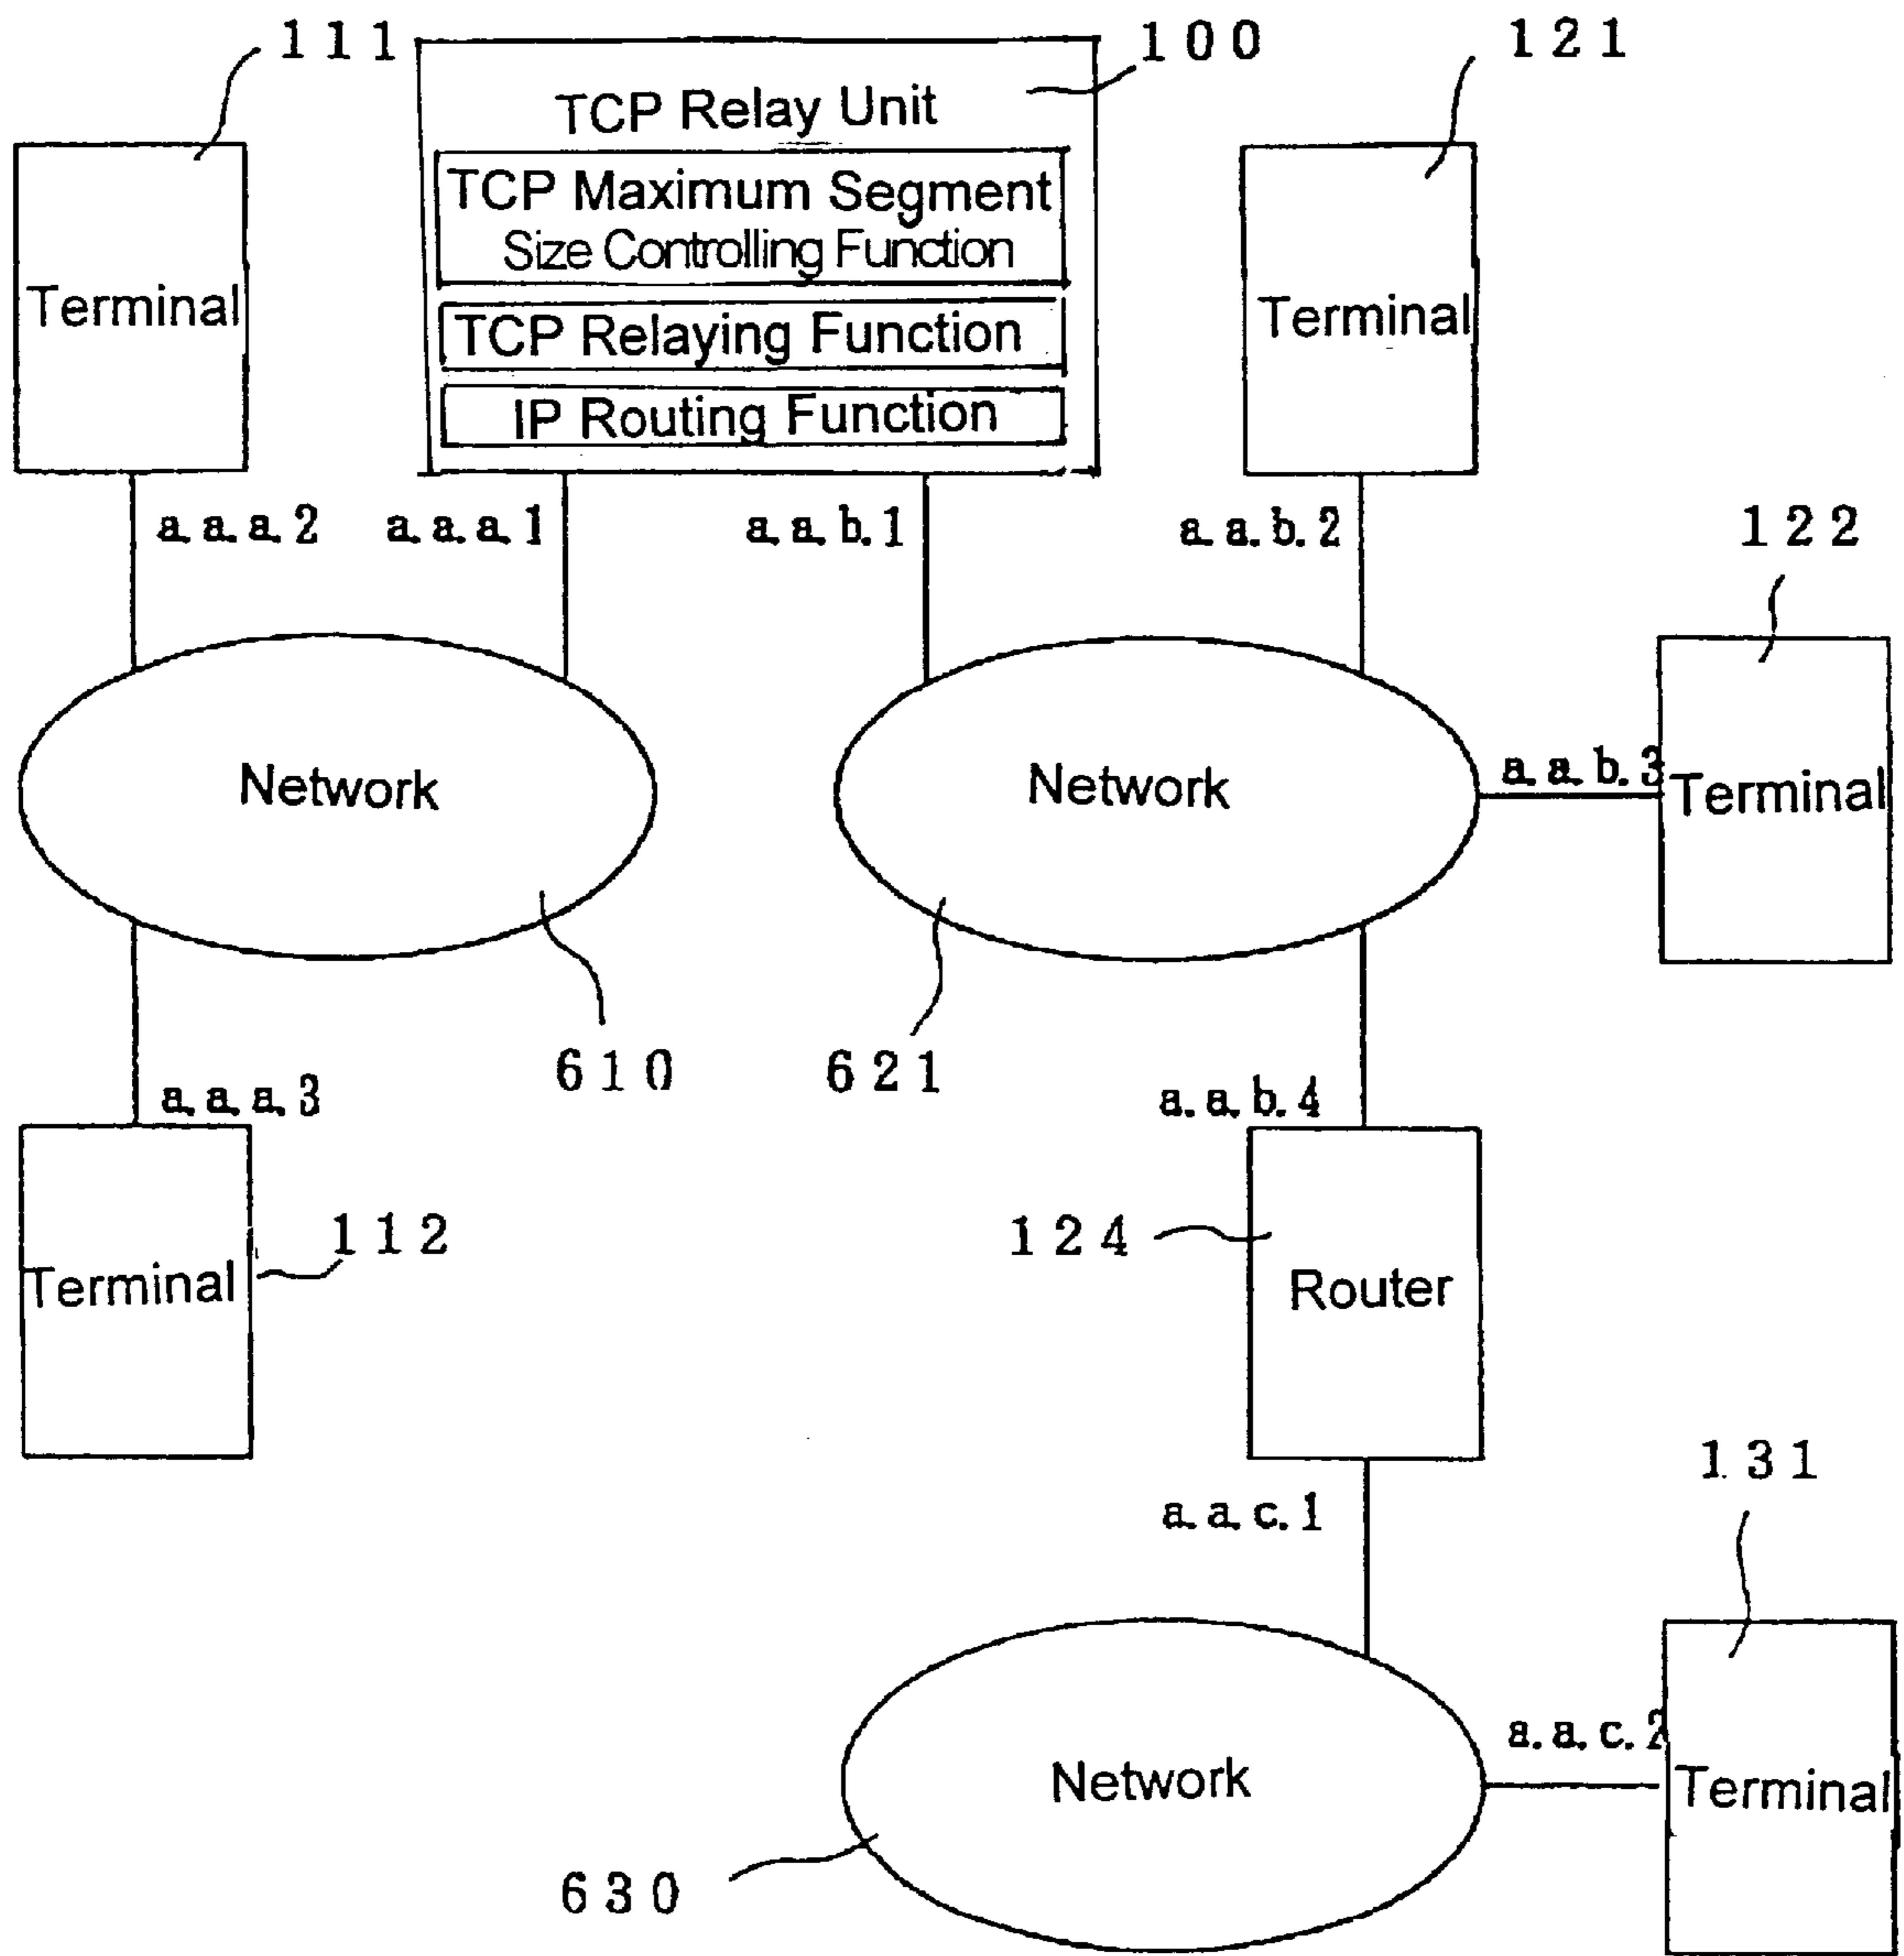 111
100
121
TCP Relay Unit
TCP Maximum Segment
Size Controlling Function
Terminal
TCP Relaying Function
Terminal
IP Routing Function
a.a.a.2
a.a.a.1
a.a.b.1
a.a.b.2
122
Network
Network
a.a.b.3
Terminal
610
621
a.a.a.3
a.a.b.4
112
124
Terminal
Router
131
a.a.c.1
a.a.c.2
Network
Terminal
630